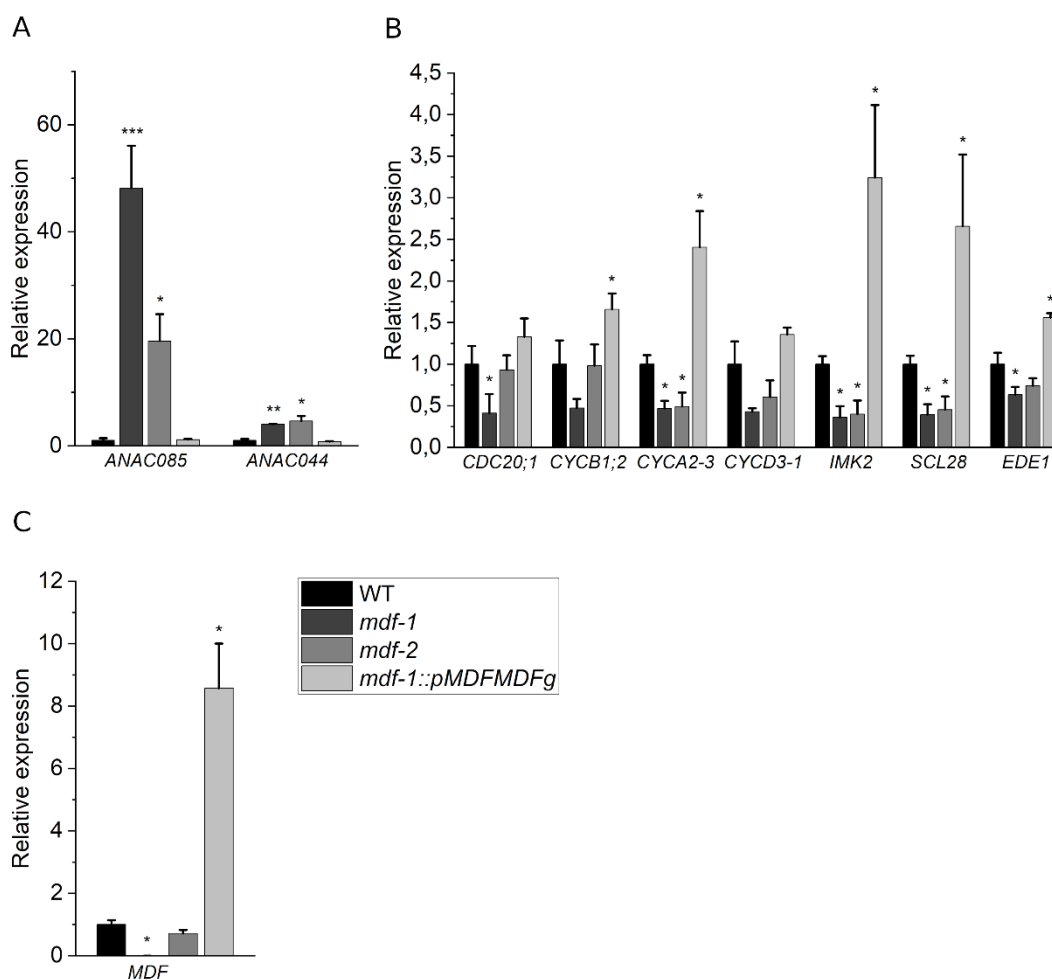 A
Relative expression
60
40
20
0
***
*
**
*
ANAC085 ANAC044
B
Relative expression
4,5
4,0
3,5
3,0
2,5
2,0
1,5
1,0
0,5
0,0
* * * * * * * * * * * * *
CDC20;1 CYCB1;2 CYCA2-3 CYCD3-1 IMK2 SCL28 EDE1
C
Relative expression
12
10
8
6
4
2
0
*
*
MDF
WT
mdf-1
mdf-2
mdf-1::pMDFMDFg